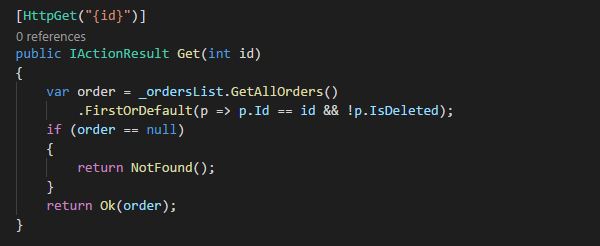 [HttpGet("{id}")]
0 references
public IActionResult Get(int id)
{
    var order = _ordersList.GetAllOrders()
        .FirstOrDefault(p => p.Id == id && !p.IsDeleted);
    if (order == null)
    {
        return NotFound();
    }
    return Ok(order);
}